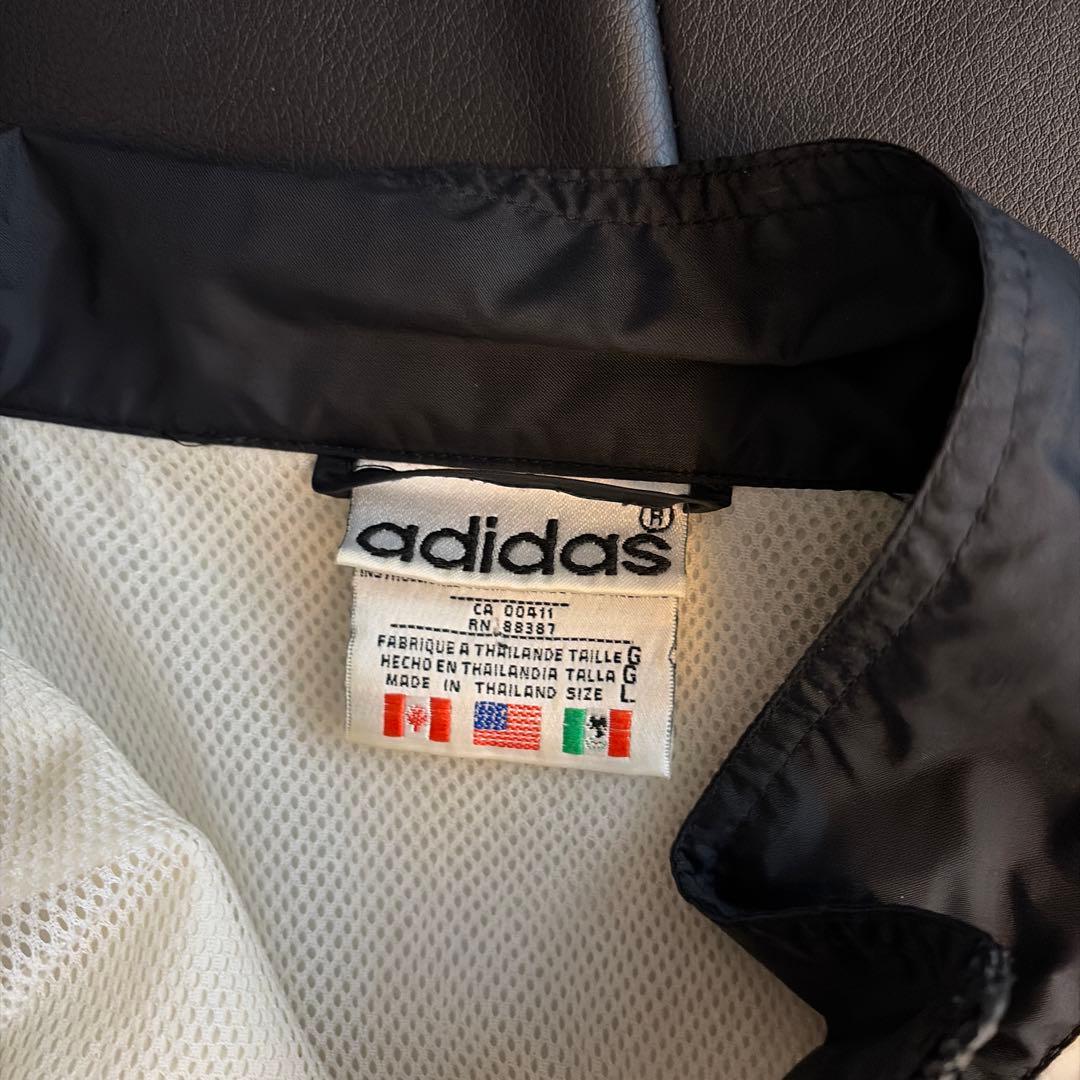 adidas ®
CA 00411
RN 88387
FABRIQUE A THAILANDE TAILLE G
HECHO EN THAILANDIA TALLA G
MADE IN THAILAND SIZE L